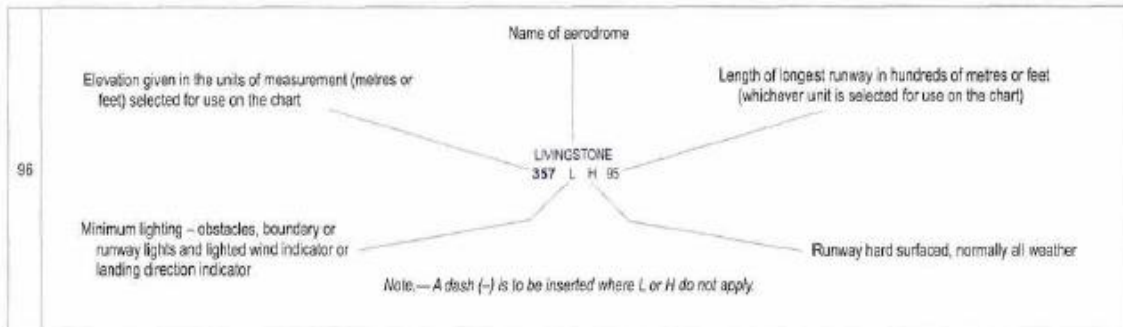 Name of aerodrome
Elevation given in the units of measurement (metres or
feet) selected for use on the chart
Length of longest runway in hundreds of metres or feet
(whichever unit is selected for use on the chart)
96
LIVINGSTONE
357 L H 95
Minimum lighting – obstacles, boundary or
runway lights and lighted wind indicator or
landing direction indicator
Runway hard surfaced, normally all weather
Note.— A dash (–) is to be inserted where L or H do not apply.